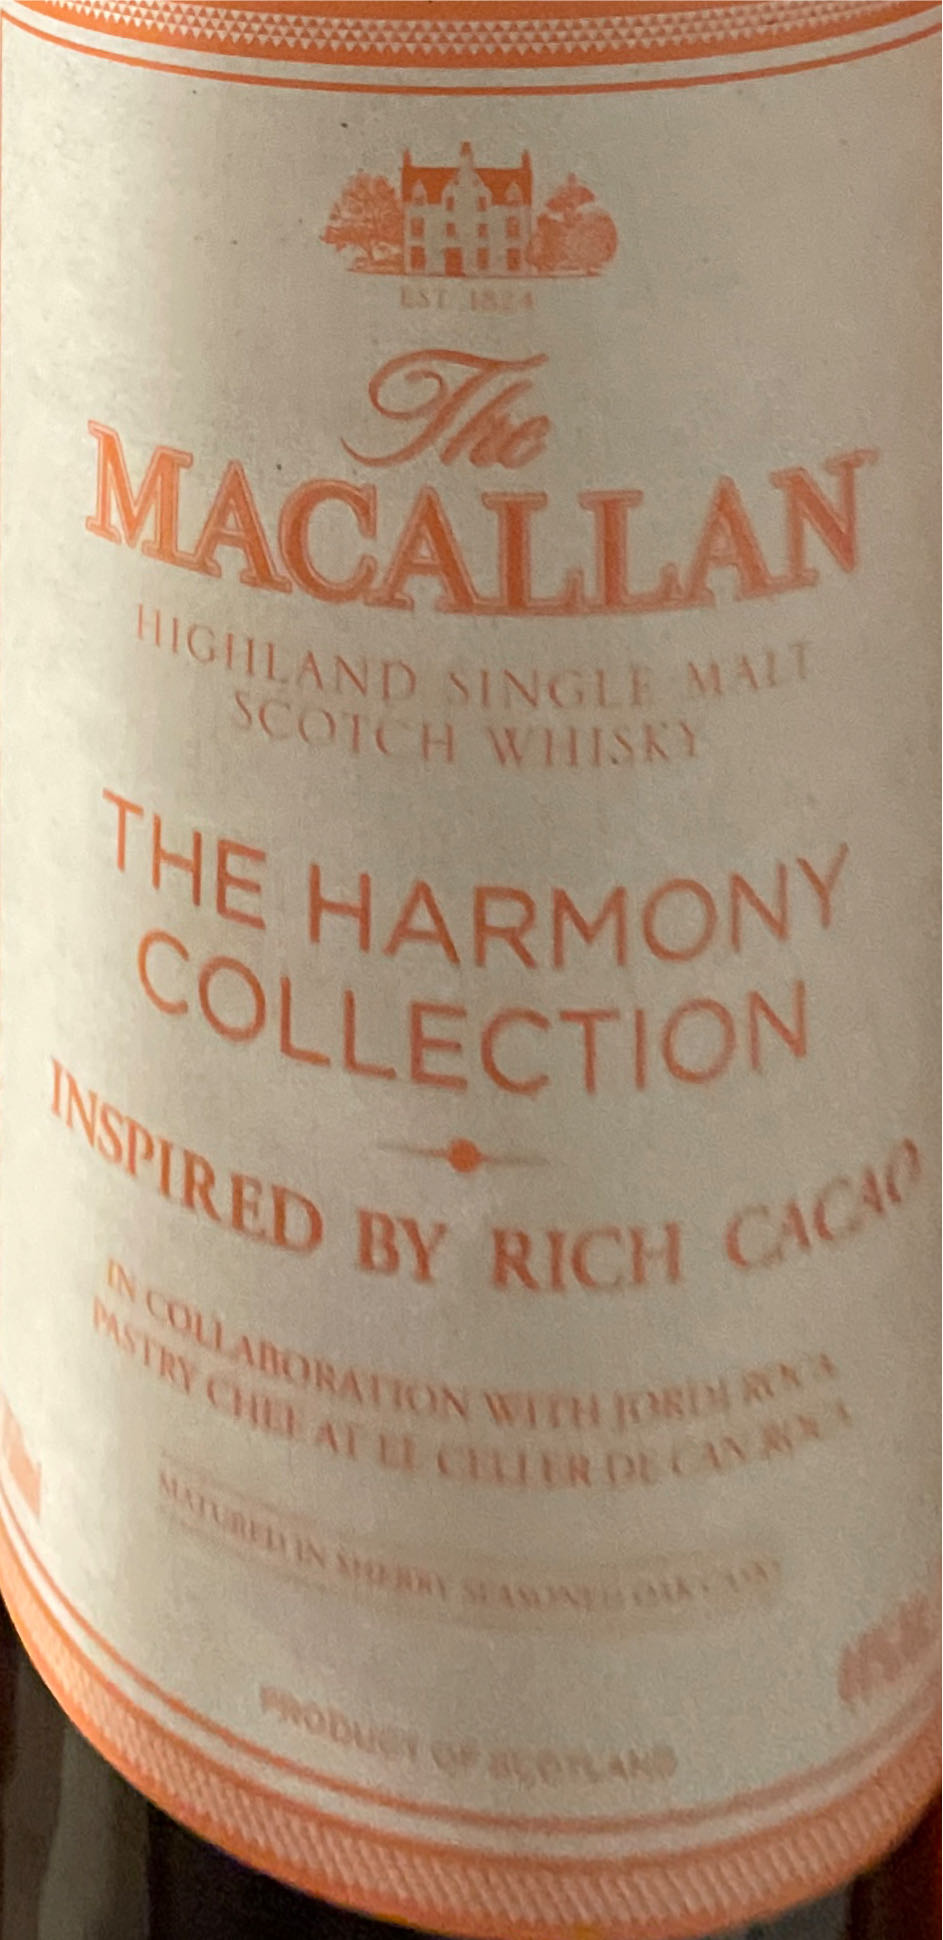 EST. 1824
The
MACALLAN
HIGHLAND SINGLE MALT
SCOTCH WHISKY
THE HARMONY
COLLECTION
INSPIRED BY RICH CACAO
IN COLLABORATION WITH JORDI ROCA
PASTRY CHEF AT EL CELLER DE CAN ROCA
MATURED IN SHERRY SEASONED OAK CASKS
PRODUCT OF SCOTLAND